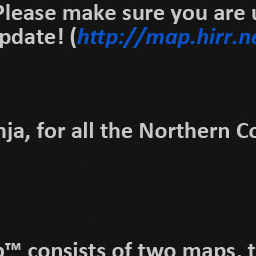 Please make sure you are u
pdate! (http://map.hirr.ne
nja, for all the Northern Co
o™ consists of two maps, t